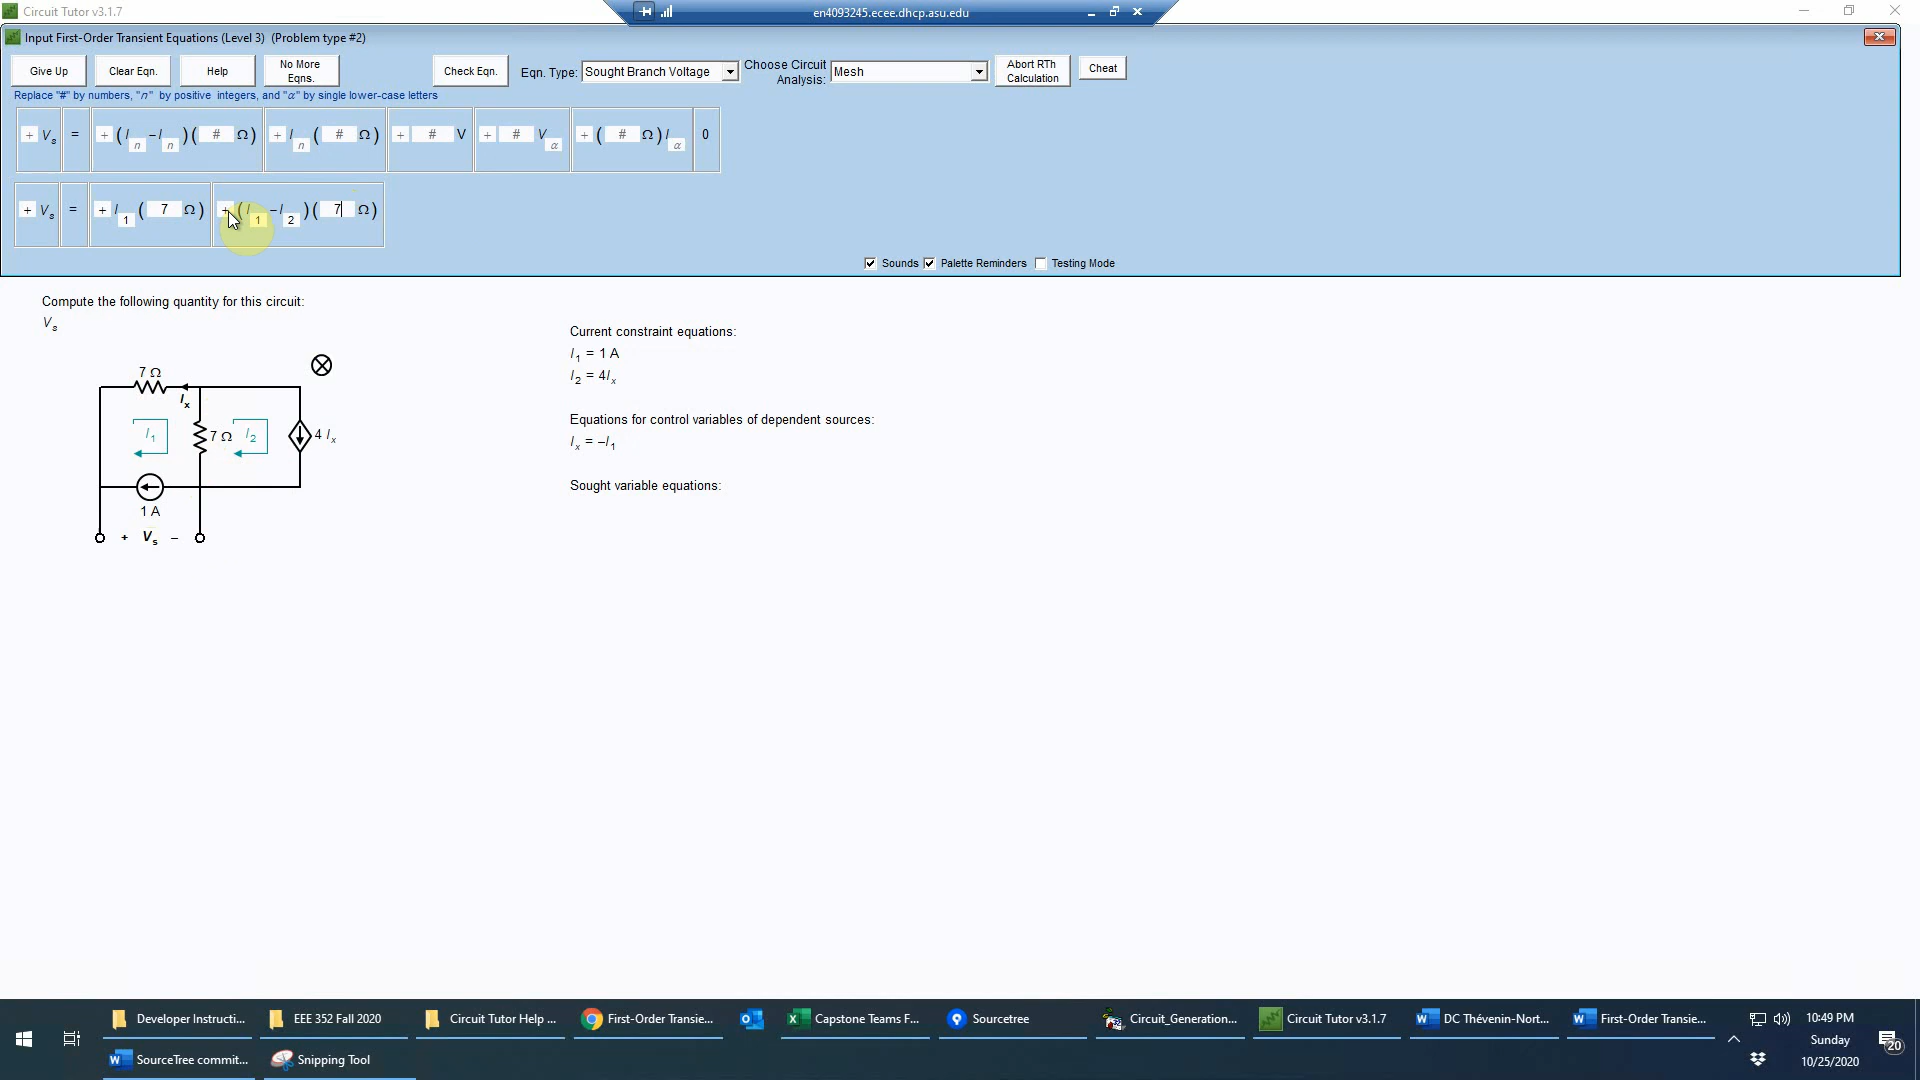 Circuit Tutor v3.1.7
en4093245.ecee.dhcp.asu.edu
Input First-Order Transient Equations (Level 3) (Problem type #2)
Give Up
Clear Eqn.
Help
No More
Eqns.
Check Eqn.
Eqn. Type:
Sought Branch Voltage
Choose Circuit
Analysis:
Mesh
Abort RTh
Calculation
Cheat
Replace "#" by numbers, "n" by positive integers, and "α" by single lower-case letters
+ Vs = + (In −In)( # Ω) + In ( # Ω) + # V + # Vα + ( # Ω )Iα 0
+ Vs = + I1 ( 7 Ω) + (I1 −I2)( 7 Ω)
Sounds
Palette Reminders
Testing Mode
Compute the following quantity for this circuit:
Vs
7 Ω
Ix
I1
7 Ω
I2
4 Ix
1 A
+ Vs −
Current constraint equations:
I1 = 1 A
I2 = 4Ix
Equations for control variables of dependent sources:
Ix = –I1
Sought variable equations:
Developer Instructi...
EEE 352 Fall 2020
Circuit Tutor Help ...
First-Order Transie...
Capstone Teams F...
Sourcetree
Circuit_Generation...
Circuit Tutor v3.1.7
DC Thévenin-Nort...
First-Order Transie...
SourceTree commit...
Snipping Tool
10:49 PM
Sunday
10/25/2020
20